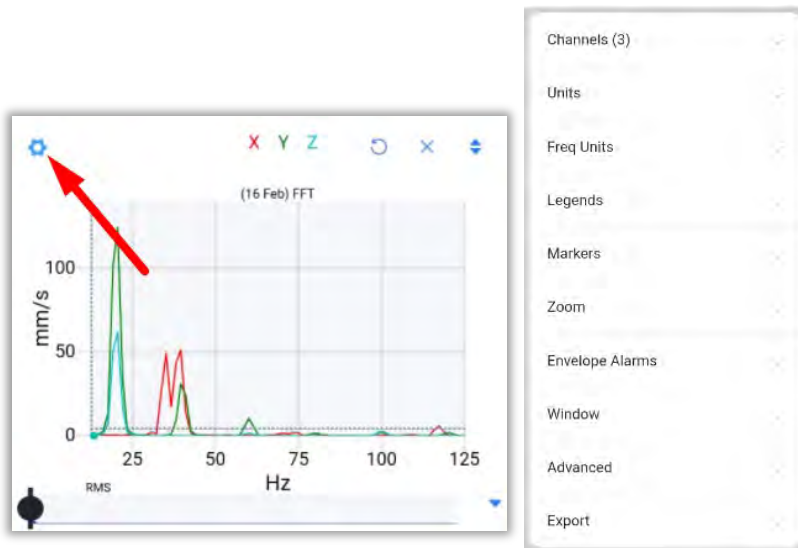 X Y Z
(16 Feb) FFT
100
mm/s
50
0
25 50 75 100 125
RMS
Hz
Channels (3)
Units
Freq Units
Legends
Markers
Zoom
Envelope Alarms
Window
Advanced
Export